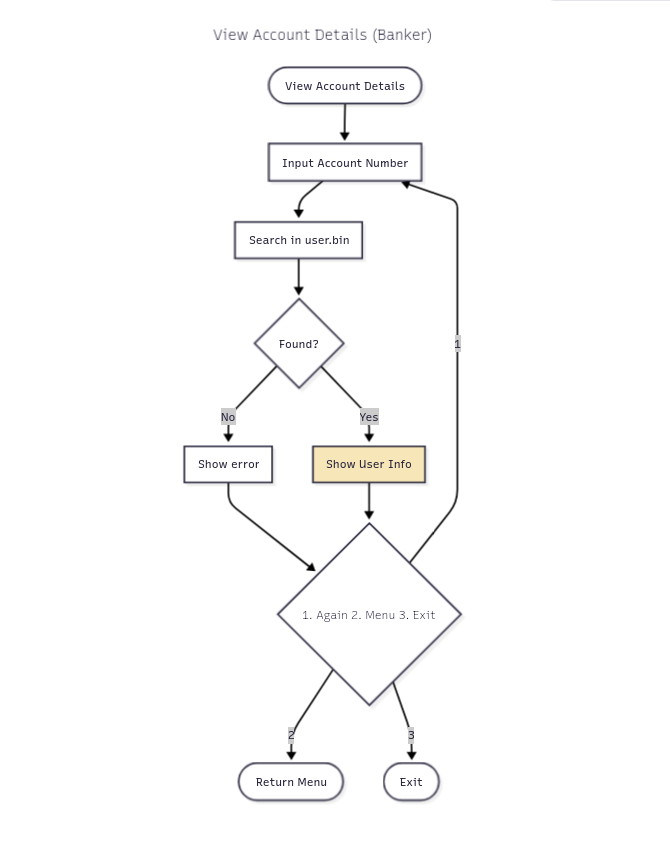 View Account Details (Banker)
View Account Details
Input Account Number
Search in user.bin
Found?
1
No
Yes
Show error
Show User Info
1. Again 2. Menu 3. Exit
2
3
Return Menu
Exit